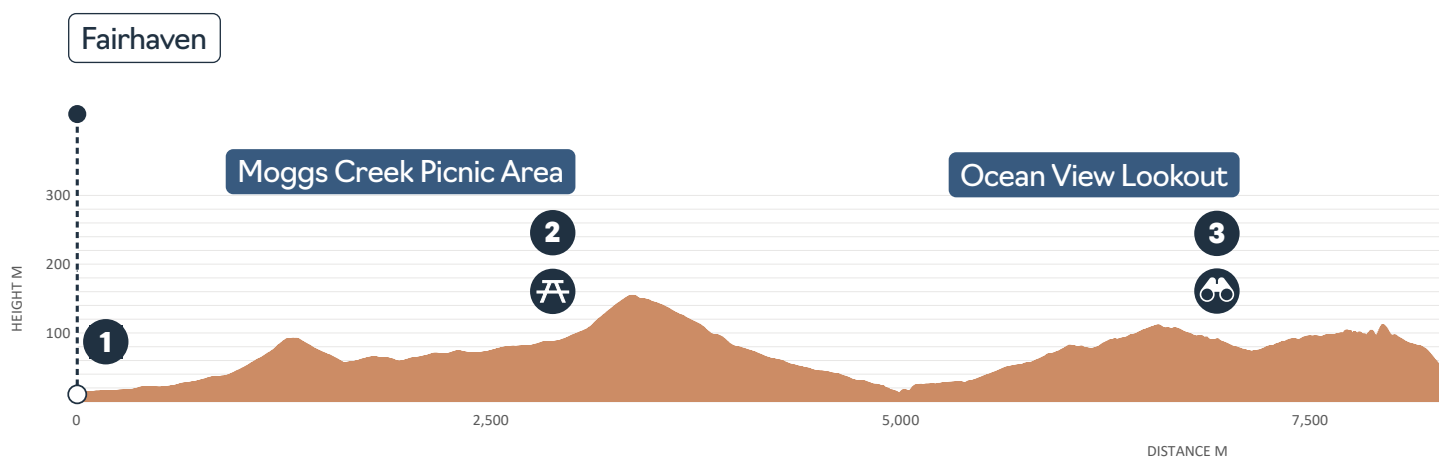 Fairhaven
Moggs Creek Picnic Area
Ocean View Lookout
300
2
3
200
HEIGHT M
100
1
0
2,500
5,000
7,500
DISTANCE M